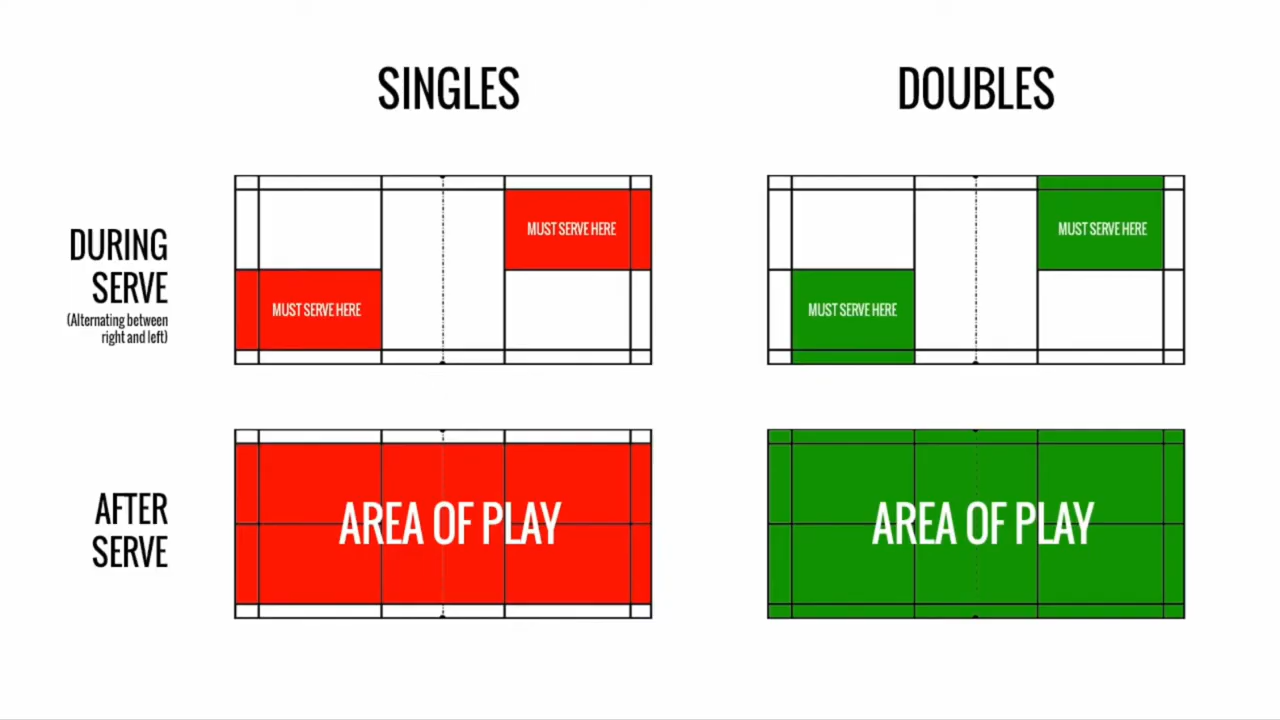 SINGLES
DOUBLES
DURING
SERVE
(Alternating between
right and left)
MUST SERVE HERE
MUST SERVE HERE
MUST SERVE HERE
MUST SERVE HERE
AFTER
SERVE
AREA OF PLAY
AREA OF PLAY